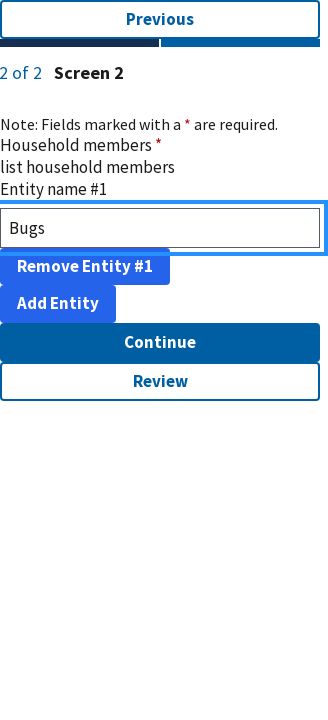 Previous
2 of 2 Screen 2
Note: Fields marked with a * are required.
Household members *
list household members
Entity name #1
Bugs
Remove Entity #1
Add Entity
Continue
Review